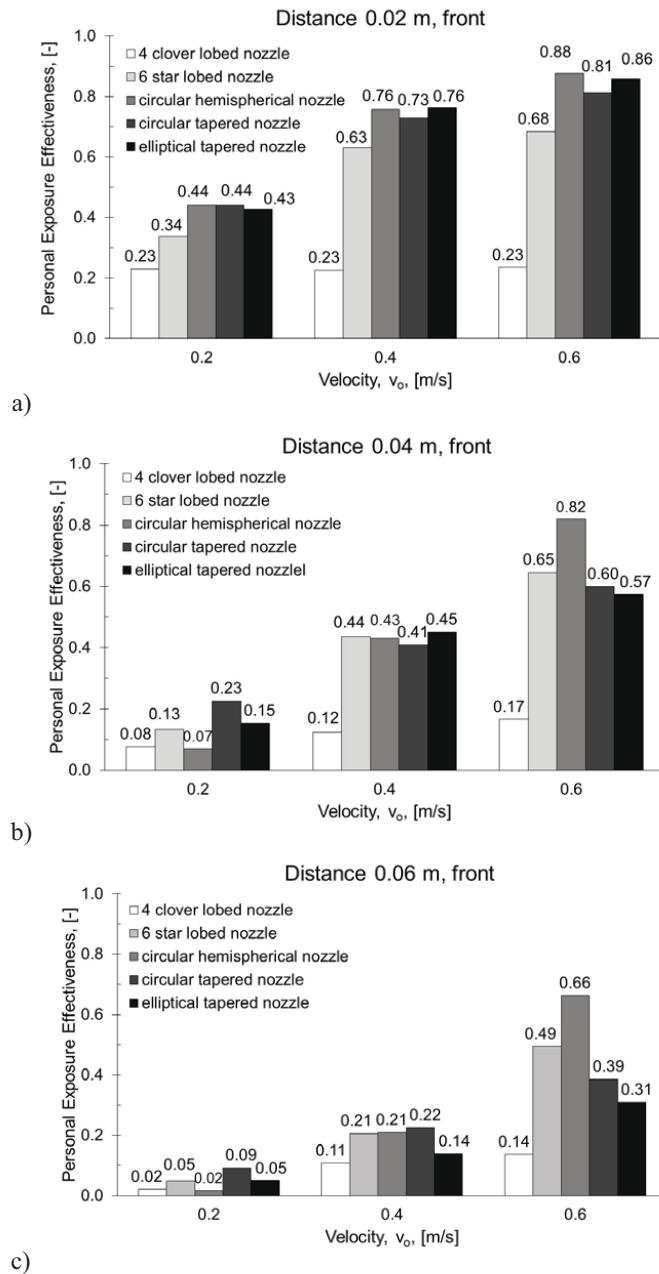 Distance 0.02 m, front
Personal Exposure Effectiveness, [-]
1.0
0.8
0.6
0.4
0.2
0.0
4 clover lobed nozzle
6 star lobed nozzle
circular hemispherical nozzle
circular tapered nozzle
elliptical tapered nozzle
0.23
0.34
0.44
0.44
0.43
0.23
0.63
0.76
0.73
0.76
0.23
0.68
0.88
0.81
0.86
0.2
0.4
0.6
Velocity, vo, [m/s]
a)
Distance 0.04 m, front
Personal Exposure Effectiveness, [-]
1.0
0.8
0.6
0.4
0.2
0.0
4 clover lobed nozzle
6 star lobed nozzle
circular hemispherical nozzle
circular tapered nozzle
elliptical tapered nozzlel
0.08
0.13
0.07
0.23
0.15
0.12
0.44
0.43
0.41
0.45
0.17
0.65
0.82
0.60
0.57
0.2
0.4
0.6
Velocity, vo, [m/s]
b)
Distance 0.06 m, front
Personal Exposure Effectiveness, [-]
1.0
0.8
0.6
0.4
0.2
0.0
4 clover lobed nozzle
6 star lobed nozzle
circular hemispherical nozzle
circular tapered nozzle
elliptical tapered nozzle
0.02
0.05
0.02
0.09
0.05
0.11
0.21
0.21
0.22
0.14
0.14
0.49
0.66
0.39
0.31
0.2
0.4
0.6
Velocity, vo, [m/s]
c)